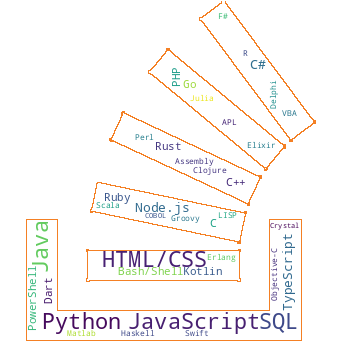 F#
R
C#
Delphi
VBA
PHP
Go
Julia
APL
Elixir
Perl
Rust
Assembly
Clojure
C++
Ruby
Scala
Node.js
COBOL
Groovy
LISP
C
HTML/CSS
Erlang
Bash/Shell
Kotlin
Java
PowerShell
Dart
Crystal
Objective-C
TypeScript
Python
JavaScript
SQL
Matlab
Haskell
Swift